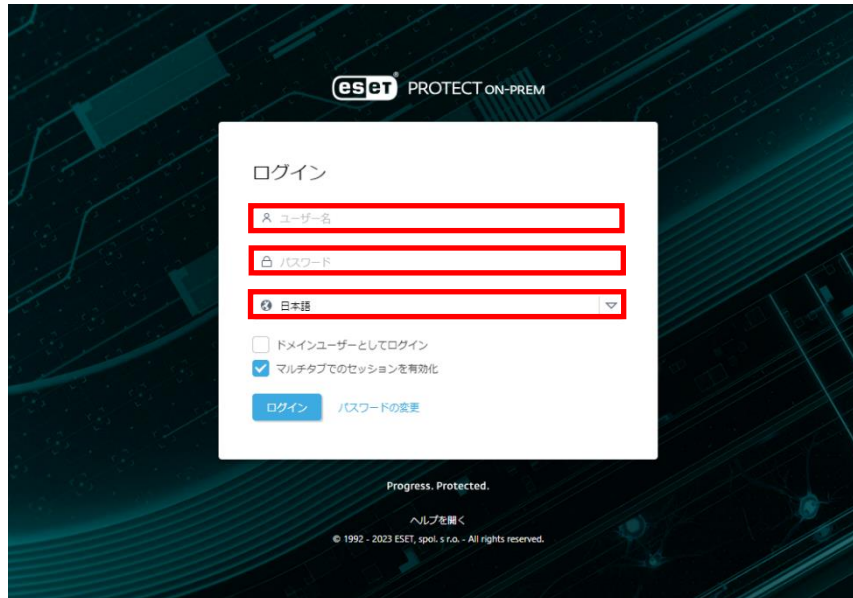 eset® PROTECT ON-PREM
ログイン
ユーザー名
パスワード
日本語
ドメインユーザーとしてログイン
マルチタブでのセッションを有効化
ログイン パスワードの変更
Progress. Protected.
ヘルプを開く
© 1992 - 2023 ESET, spol. s r.o. - All rights reserved.